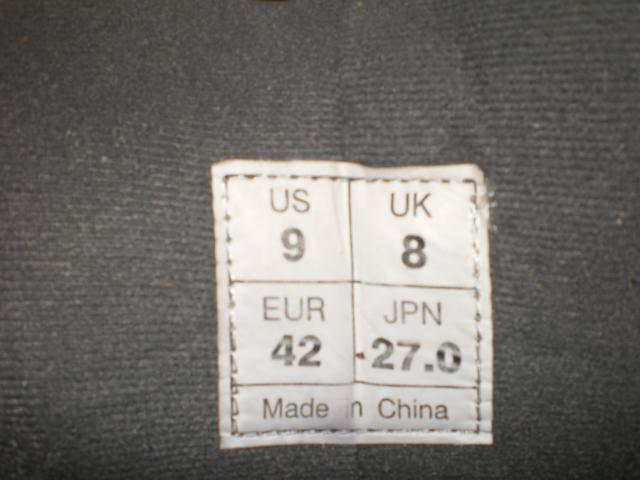 US UK
9 8
EUR JPN
42 27.0
Made in China